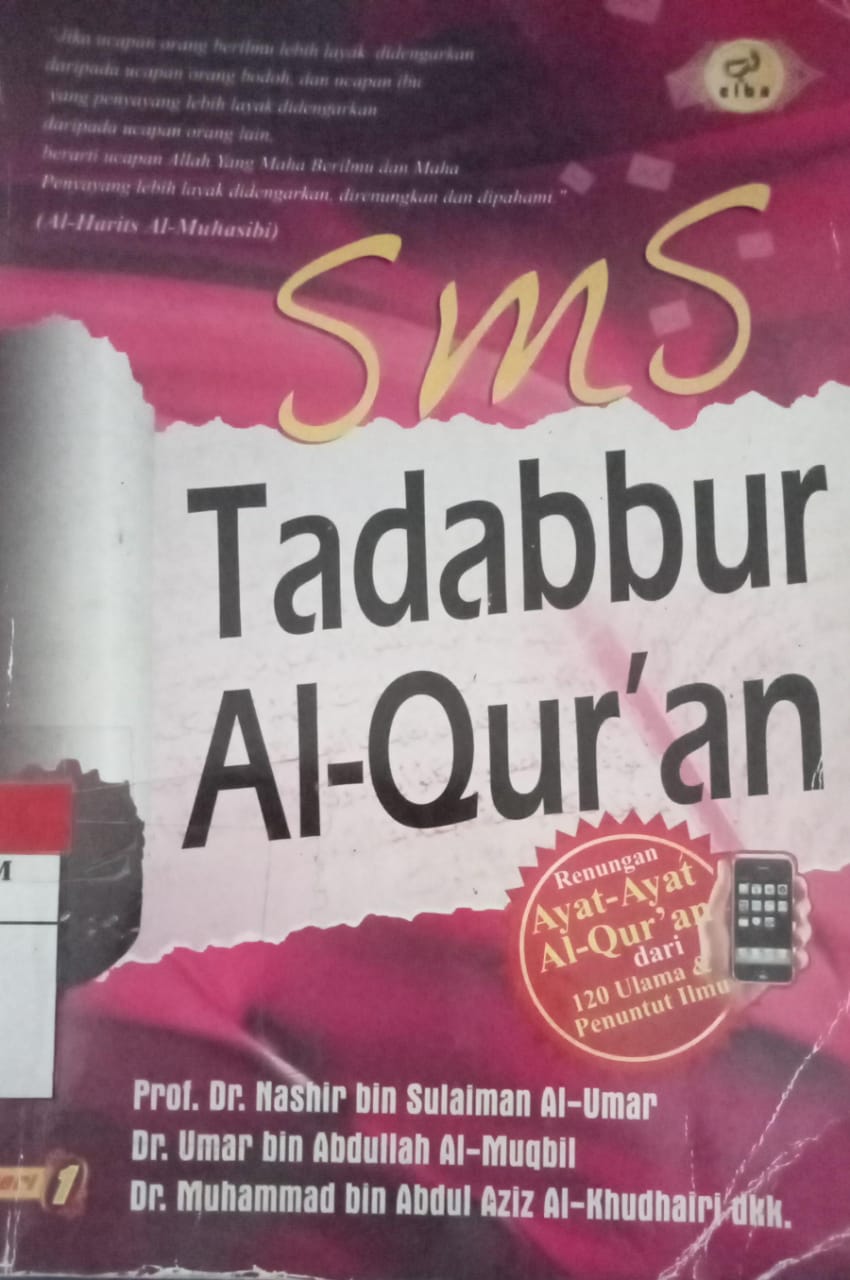 "Jika ucapan orang berilmu lebih layak didengarkan
daripada ucapan orang bodoh, dan ucapan ibu
yang penyayang lebih layak didengarkan
daripada ucapan orang lain,
berarti ucapan Allah Yang Maha Berilmu dan Maha
Penyayang lebih layak didengarkan, direnungkan dan dipahami."
(Al-Harits Al-Muhasibi)
elba
SmS
Tadabbur
Al-Qur'an
M
Renungan
Ayat-Ayat
Al-Qur'an
dari
120 Ulama &
Penuntut Ilmu
Prof. Dr. Nashir bin Sulaiman Al-Umar
Dr. Umar bin Abdullah Al-Muqbil
Dr. Muhammad bin Abdul Aziz Al-Khudhairi dkk.
1